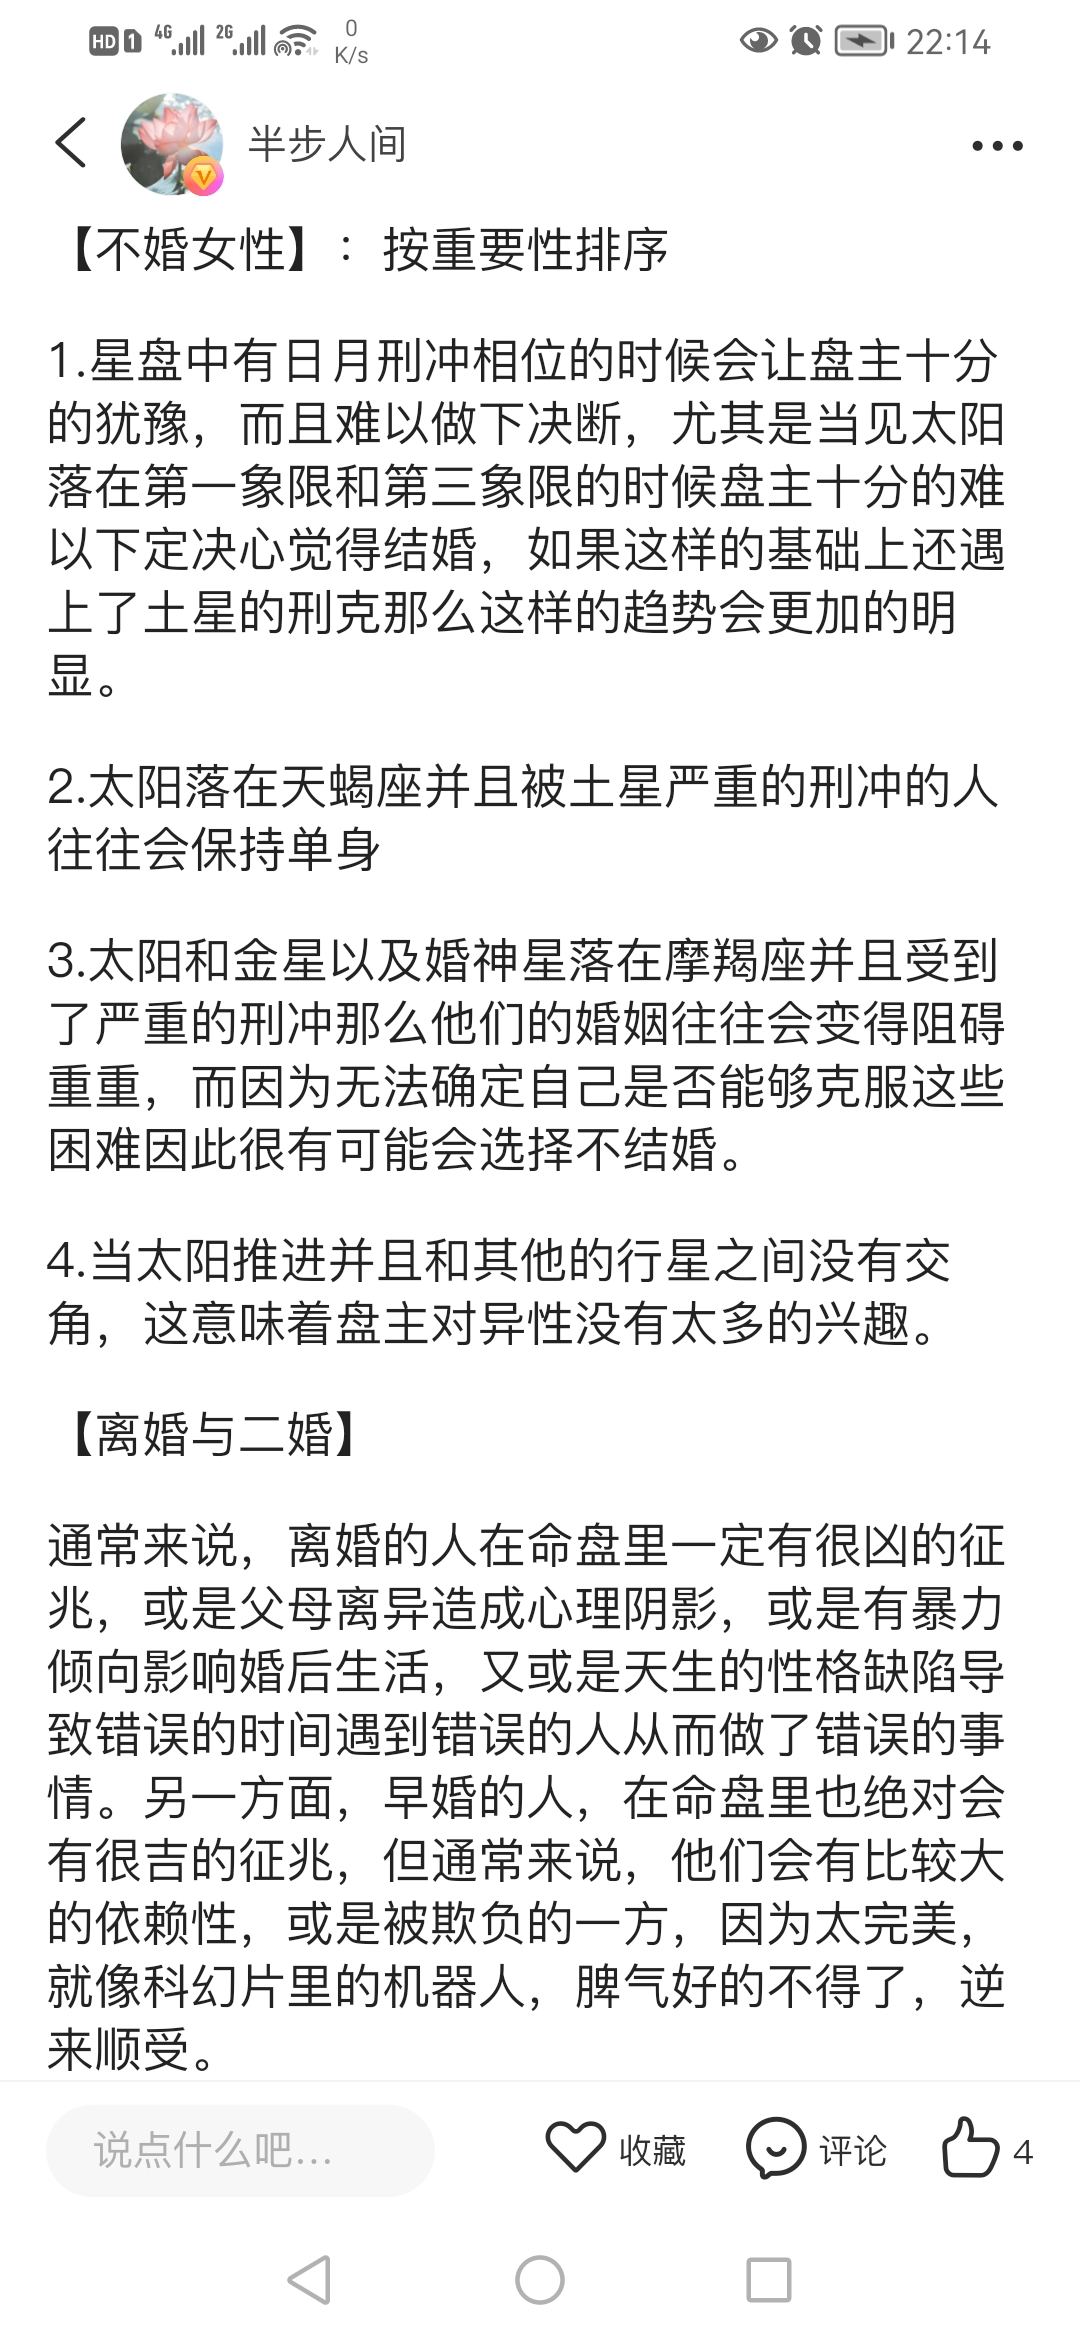 HD 1 4G 2G 0 K/s 22:14
半步人间
【不婚女性】：按重要性排序
1.星盘中有日月刑冲相位的时候会让盘主十分
的犹豫，而且难以做下决断，尤其是当见太阳
落在第一象限和第三象限的时候盘主十分的难
以下定决心觉得结婚，如果这样的基础上还遇
上了土星的刑克那么这样的趋势会更加的明
显。
2.太阳落在天蝎座并且被土星严重的刑冲的人
往往会保持单身
3.太阳和金星以及婚神星落在摩羯座并且受到
了严重的刑冲那么他们的婚姻往往会变得阻碍
重重，而因为无法确定自己是否能够克服这些
困难因此很有可能会选择不结婚。
4.当太阳推进并且和其他的行星之间没有交
角，这意味着盘主对异性没有太多的兴趣。
【离婚与二婚】
通常来说，离婚的人在命盘里一定有很凶的征
兆，或是父母离异造成心理阴影，或是有暴力
倾向影响婚后生活，又或是天生的性格缺陷导
致错误的时间遇到错误的人从而做了错误的事
情。另一方面，早婚的人，在命盘里也绝对会
有很吉的征兆，但通常来说，他们会有比较大
的依赖性，或是被欺负的一方，因为太完美，
就像科幻片里的机器人，脾气好的不得了，逆
来顺受。
说点什么吧... 收藏 评论 4